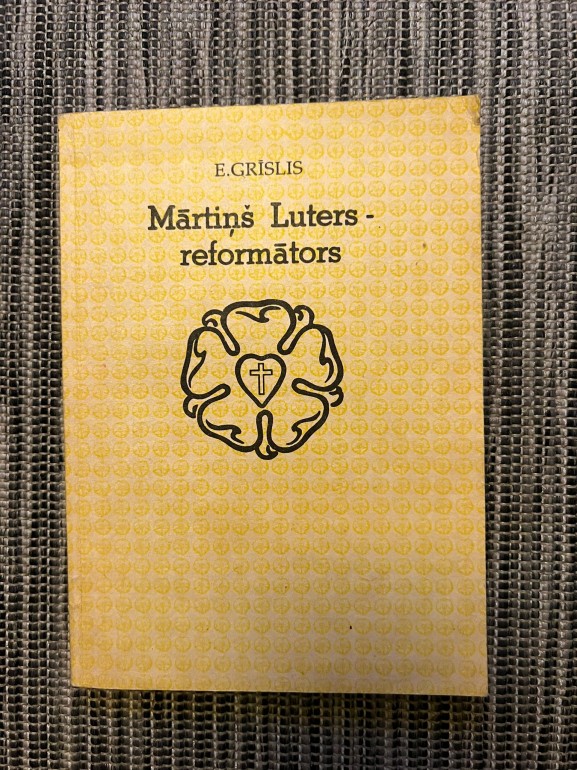 E.GRĪSLIS
Mārtiņš Luters -
reformātors